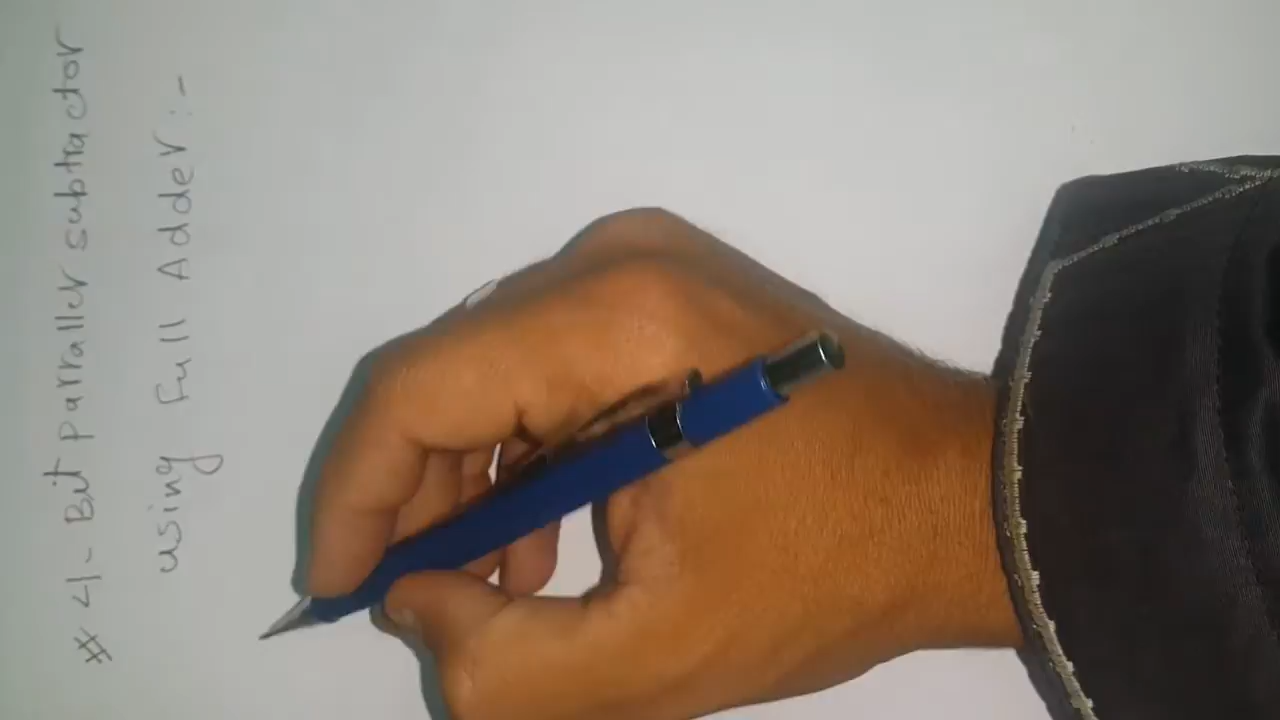 # 4-Bit parraller subtractor
using Full Adder:-